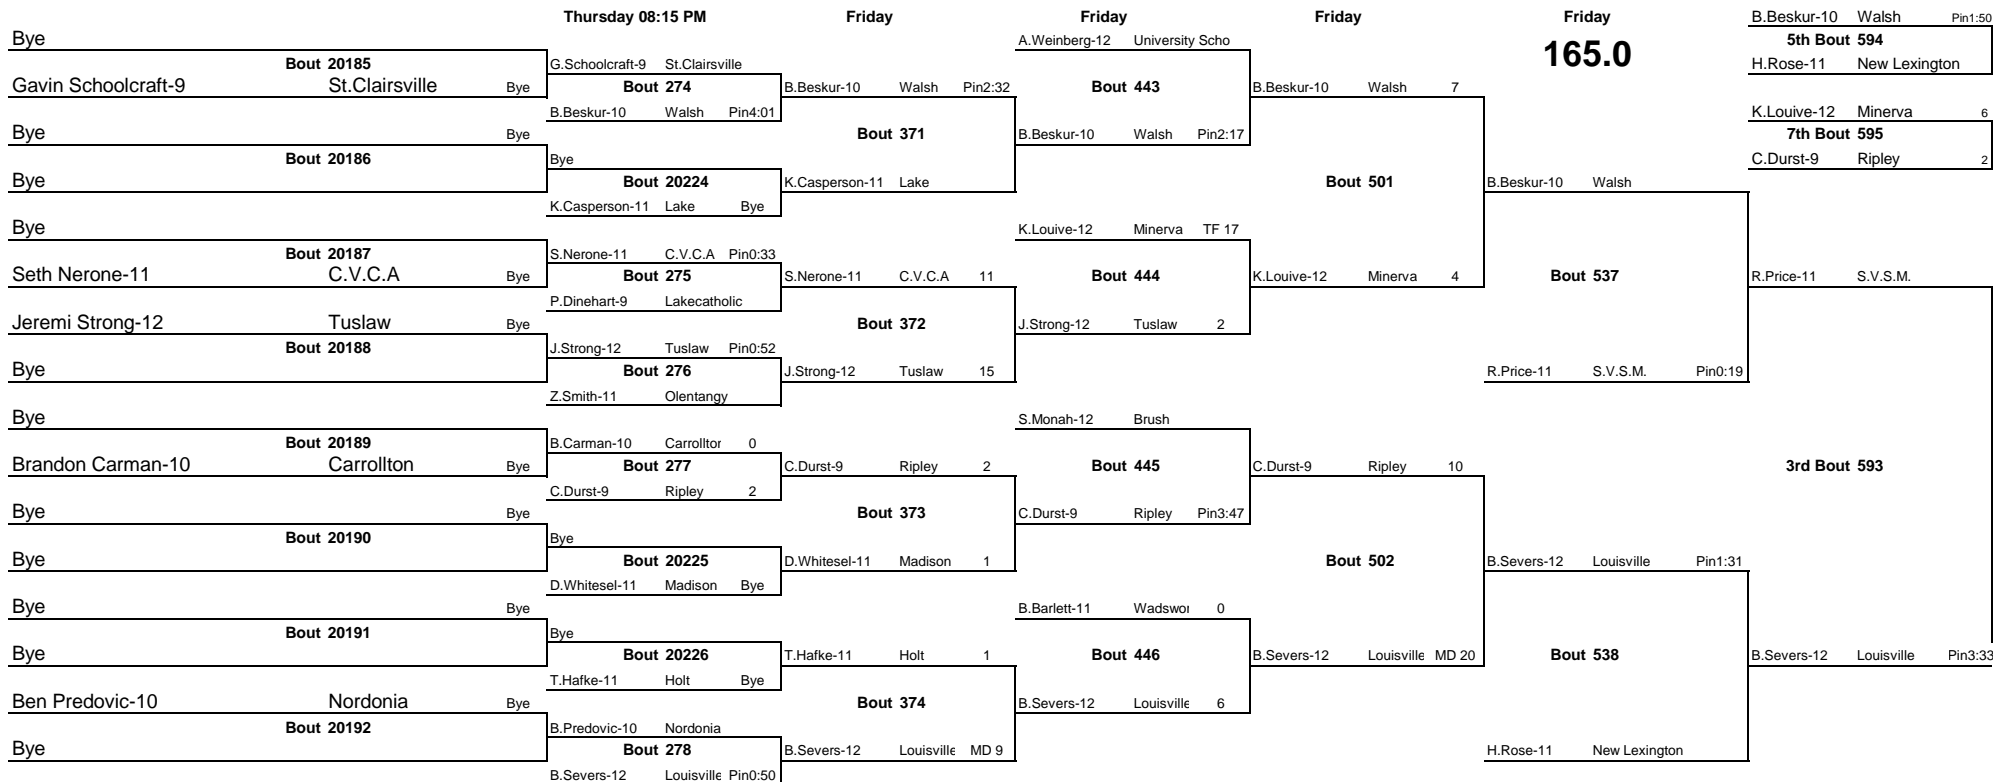 Thursday 08:15 PM Friday Friday Friday Friday B.Beskur-10 Walsh Pin1:50
Bye A.Weinberg-12 University Scho 165.0 5th Bout 594
Bout 20185 G.Schoolcraft-9 St.Clairsville H.Rose-11 New Lexington
Gavin Schoolcraft-9 St.Clairsville Bye Bout 274 B.Beskur-10 Walsh Pin2:32 Bout 443 B.Beskur-10 Walsh 7
B.Beskur-10 Walsh Pin4:01 K.Louive-12 Minerva 6
Bye Bye Bout 371 B.Beskur-10 Walsh Pin2:17 7th Bout 595
Bout 20186 Bye C.Durst-9 Ripley 2
Bye Bout 20224 K.Casperson-11 Lake Bout 501 B.Beskur-10 Walsh
K.Casperson-11 Lake Bye
Bye K.Louive-12 Minerva TF 17
Bout 20187 S.Nerone-11 C.V.C.A Pin0:33
Seth Nerone-11 C.V.C.A Bye Bout 275 S.Nerone-11 C.V.C.A 11 Bout 444 K.Louive-12 Minerva 4 Bout 537 R.Price-11 S.V.S.M.
P.Dinehart-9 Lakecatholic
Jeremi Strong-12 Tuslaw Bye Bout 372 J.Strong-12 Tuslaw 2
Bout 20188 J.Strong-12 Tuslaw Pin0:52
Bye Bout 276 J.Strong-12 Tuslaw 15 R.Price-11 S.V.S.M. Pin0:19
Z.Smith-11 Olentangy
Bye S.Monah-12 Brush
Bout 20189 B.Carman-10 Carrolltor 0
Brandon Carman-10 Carrollton Bye Bout 277 C.Durst-9 Ripley 2 Bout 445 C.Durst-9 Ripley 10 3rd Bout 593
C.Durst-9 Ripley 2
Bye Bye Bout 373 C.Durst-9 Ripley Pin3:47
Bout 20190 Bye
Bye Bout 20225 D.Whitesel-11 Madison 1 Bout 502 B.Severs-12 Louisville Pin1:31
D.Whitesel-11 Madison Bye
Bye Bye B.Barlett-11 Wadswor 0
Bout 20191 Bye
Bye Bout 20226 T.Hafke-11 Holt 1 Bout 446 B.Severs-12 Louisville MD 20 Bout 538 B.Severs-12 Louisville Pin3:33
T.Hafke-11 Holt Bye
Ben Predovic-10 Nordonia Bye Bout 374 B.Severs-12 Louisville 6
Bout 20192 B.Predovic-10 Nordonia
Bye Bout 278 B.Severs-12 Louisville MD 9 H.Rose-11 New Lexington
B.Severs-12 Louisville Pin0:50